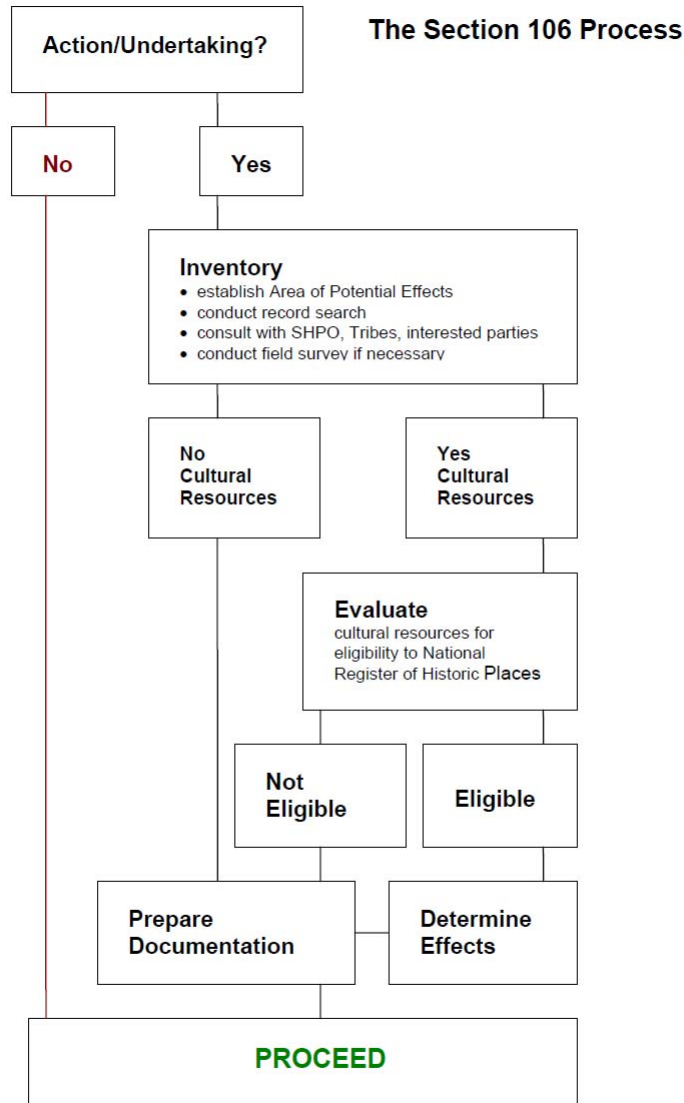 The Section 106 Process
Action/Undertaking?
No
Yes
Inventory
• establish Area of Potential Effects
• conduct record search
• consult with SHPO, Tribes, interested parties
• conduct field survey if necessary
No
Cultural
Resources
Yes
Cultural
Resources
Evaluate
cultural resources for
eligibility to National
Register of Historic Places
Not
Eligible
Eligible
Prepare
Documentation
Determine
Effects
PROCEED